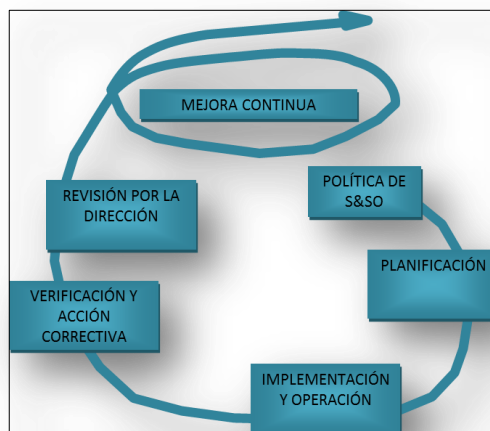 MEJORA CONTINUA
POLÍTICA DE
S&SO
PLANIFICACIÓN
IMPLEMENTACIÓN
Y OPERACIÓN
VERIFICACIÓN Y
ACCIÓN
CORRECTIVA
REVISIÓN POR LA
DIRECCIÓN